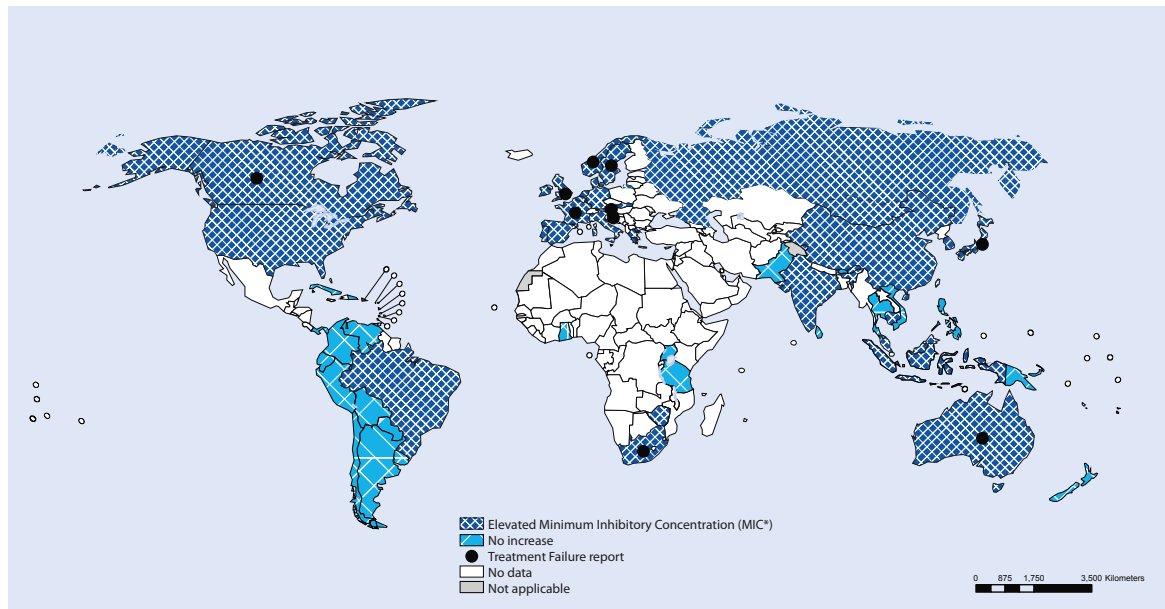 Elevated Minimum Inhibitory Concentration (MIC*)
No increase
Treatment Failure report
No data
Not applicable
0 875 1,750 3,500 Kilometers